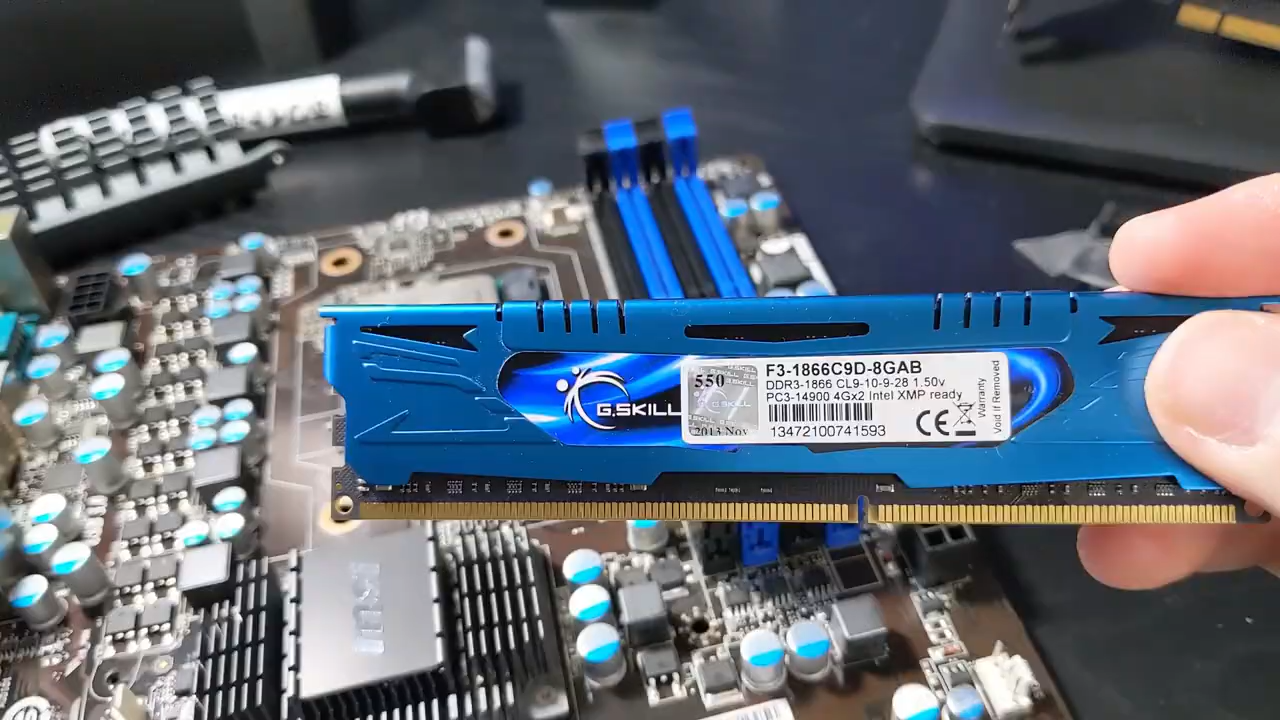 G.SKILL
550
2013 Nov
F3-1866C9D-8GAB
DDR3-1866 CL9-10-9-28 1.50v
PC3-14900 4Gx2 Intel XMP ready
13472100741593
CE
Warranty
Void If Removed
msi